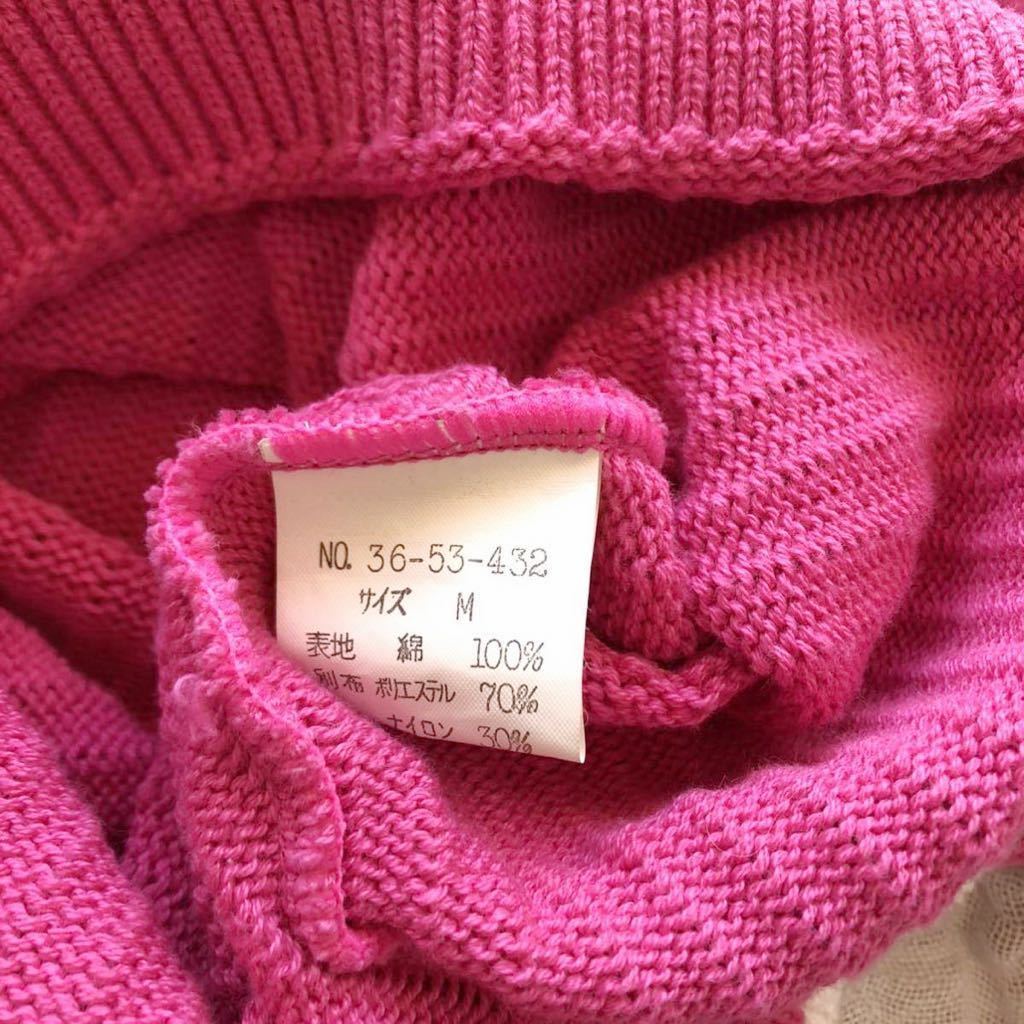 NO. 36-53-432
サイズ M
表地 綿 100%
別布 ポリエステル 70%
ナイロン 30%